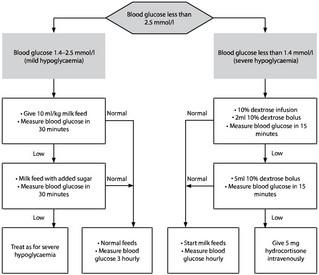 Blood glucose less than
2.5 mmol/l
Blood glucose 1.4–2.5 mmol/l
(mild hypoglycaemia)
Blood glucose less than 1.4 mmol/l
(severe hypoglycaemia)
• Give 10 ml/kg milk feed
• Measure blood glucose in
30 minutes
Normal
Normal
• 10% dextrose infusion
• 2ml 10% dextrose bolus
• Measure blood glucose in 15
minutes
Low
Low
• Milk feed with added sugar
• Measure blood glucose in
30 minutes
Normal
Normal
• 5ml 10% dextrose bolus
• Measure blood glucose in 15
minutes
Low
Low
Treat as for severe
hypoglycaemia
• Normal feeds
• Measure blood
glucose 3 hourly
• Start milk feeds
• Measure blood
glucose hourly
Give 5 mg
hydrocortisone
intravenously